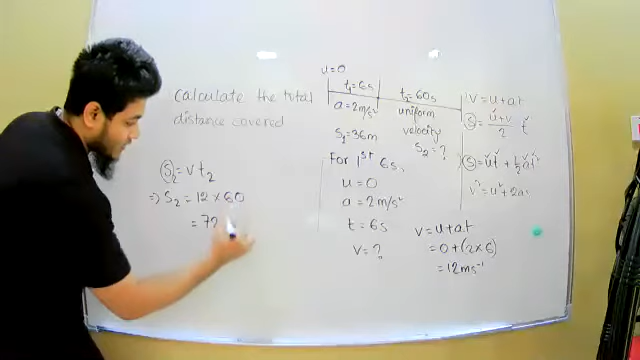 Calculate the total
distance covered
S₂ = vt₂
⇒ S₂ = 12 × 60
= 72
u = 0
t₁ = 6s
a = 2m/s²
S₁ = 36m
t₂ = 60s
uniform
velocity
S₂ = ?
For 1st 6s,
u = 0
a = 2m/s²
t = 6s
v = ?
v = u + at
= 0 + (2 × 6)
= 12ms⁻¹
v = u + at
S = u+v/2 t
S = ut + 1/2 at²
v² = u² + 2as